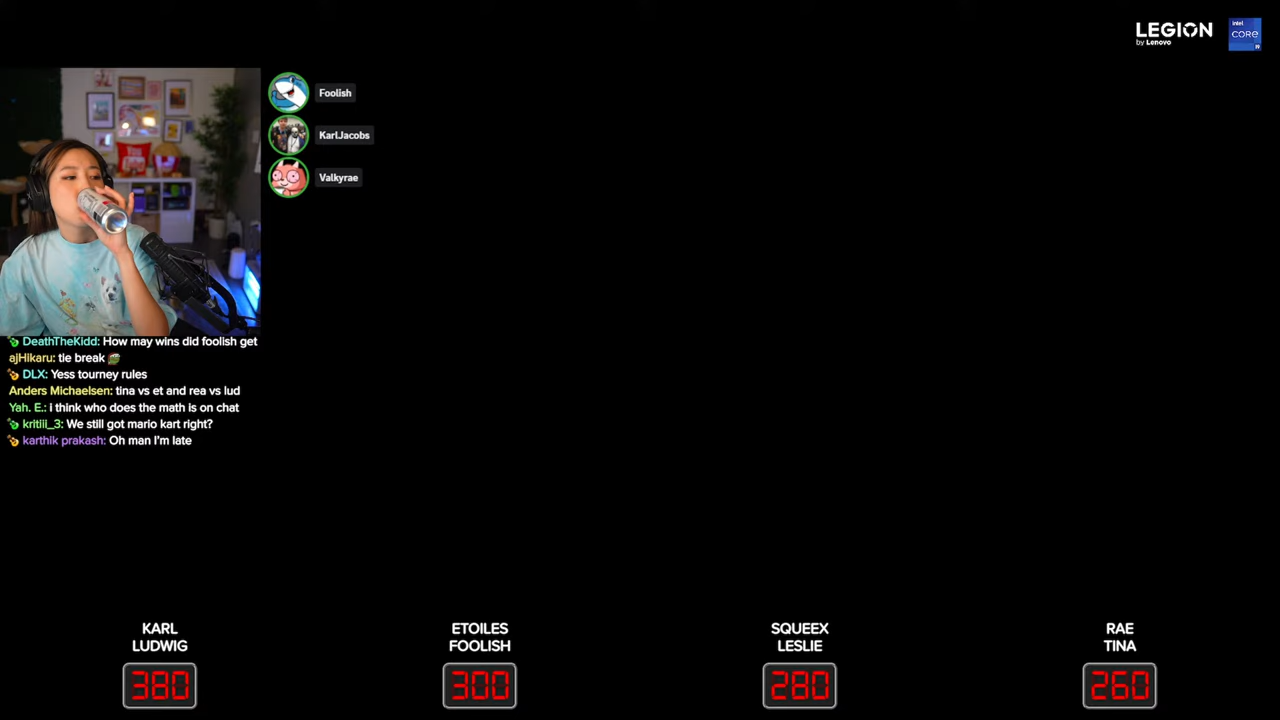 LEGION
by Lenovo
intel
CORE
i9
Foolish
KarlJacobs
Valkyrae
DeathTheKidd: How may wins did foolish get
ajHikaru: tie break
DLX: Yess tourney rules
Anders Michaelsen: tina vs et and rea vs lud
Yah. E.: i think who does the math is on chat
kritiii_3: We still got mario kart right?
karthik prakash: Oh man I'm late
KARL
LUDWIG
380
ETOILES
FOOLISH
300
SQUEEX
LESLIE
280
RAE
TINA
260